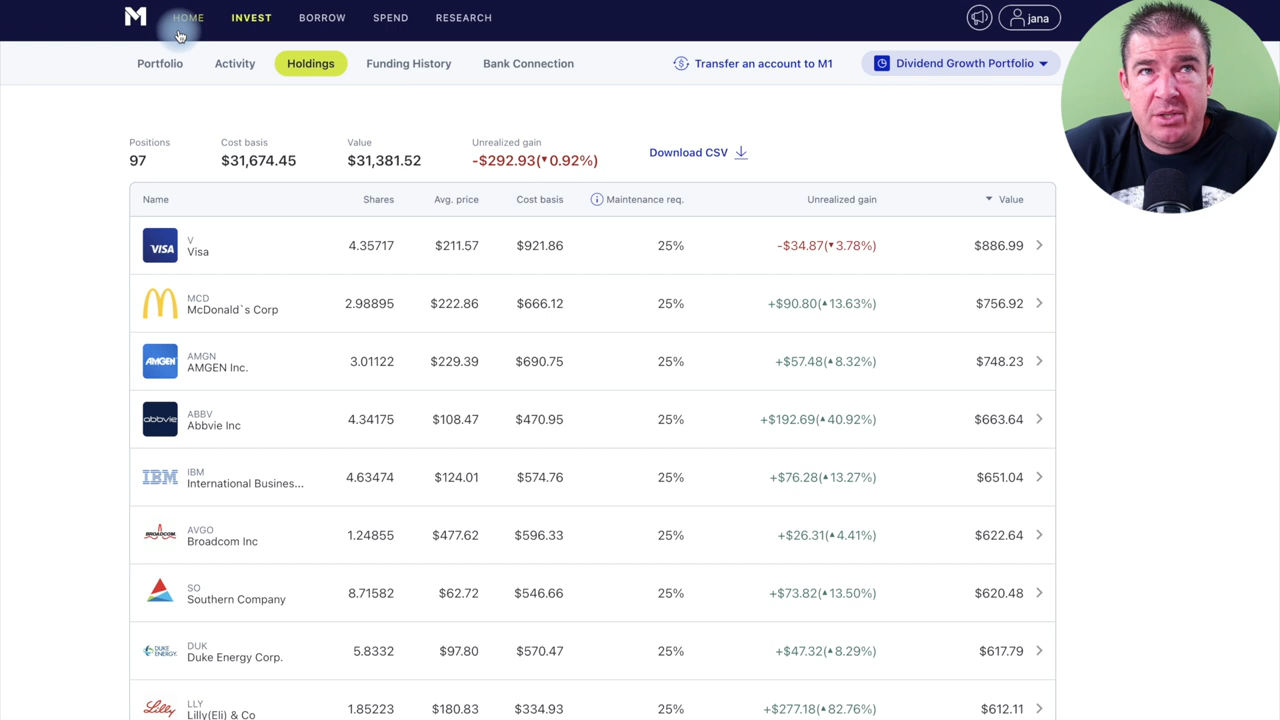 M HOME INVEST BORROW SPEND RESEARCH jana
Portfolio Activity Holdings Funding History Bank Connection Transfer an account to M1 Dividend Growth Portfolio
Positions Cost basis Value Unrealized gain
97 $31,674.45 $31,381.52 -$292.93(▼0.92%) Download CSV
Name Shares Avg. price Cost basis Maintenance req. Unrealized gain Value
VISA V
Visa 4.35717 $211.57 $921.86 25% -$34.87(▼3.78%) $886.99
MCD
McDonald`s Corp 2.98895 $222.86 $666.12 25% +$90.80(▲13.63%) $756.92
AMGEN AMGN
AMGEN Inc. 3.01122 $229.39 $690.75 25% +$57.48(▲8.32%) $748.23
abbvie ABBV
Abbvie Inc 4.34175 $108.47 $470.95 25% +$192.69(▲40.92%) $663.64
IBM IBM
International Busines... 4.63474 $124.01 $574.76 25% +$76.28(▲13.27%) $651.04
BROADCOM AVGO
Broadcom Inc 1.24855 $477.62 $596.33 25% +$26.31(▲4.41%) $622.64
SO
Southern Company 8.71582 $62.72 $546.66 25% +$73.82(▲13.50%) $620.48
DUKE ENERGY. DUK
Duke Energy Corp. 5.8332 $97.80 $570.47 25% +$47.32(▲8.29%) $617.79
Lilly LLY
Lilly(Eli) & Co 1.85223 $180.83 $334.93 25% +$277.18(▲82.76%) $612.11